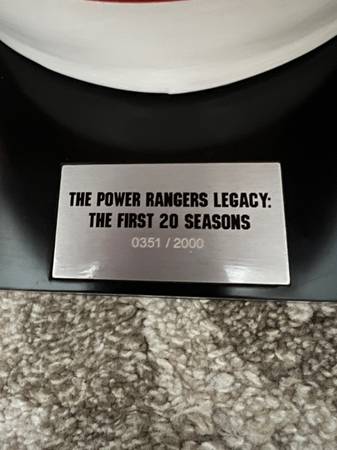 THE POWER RANGERS LEGACY:
THE FIRST 20 SEASONS
0351 / 2000